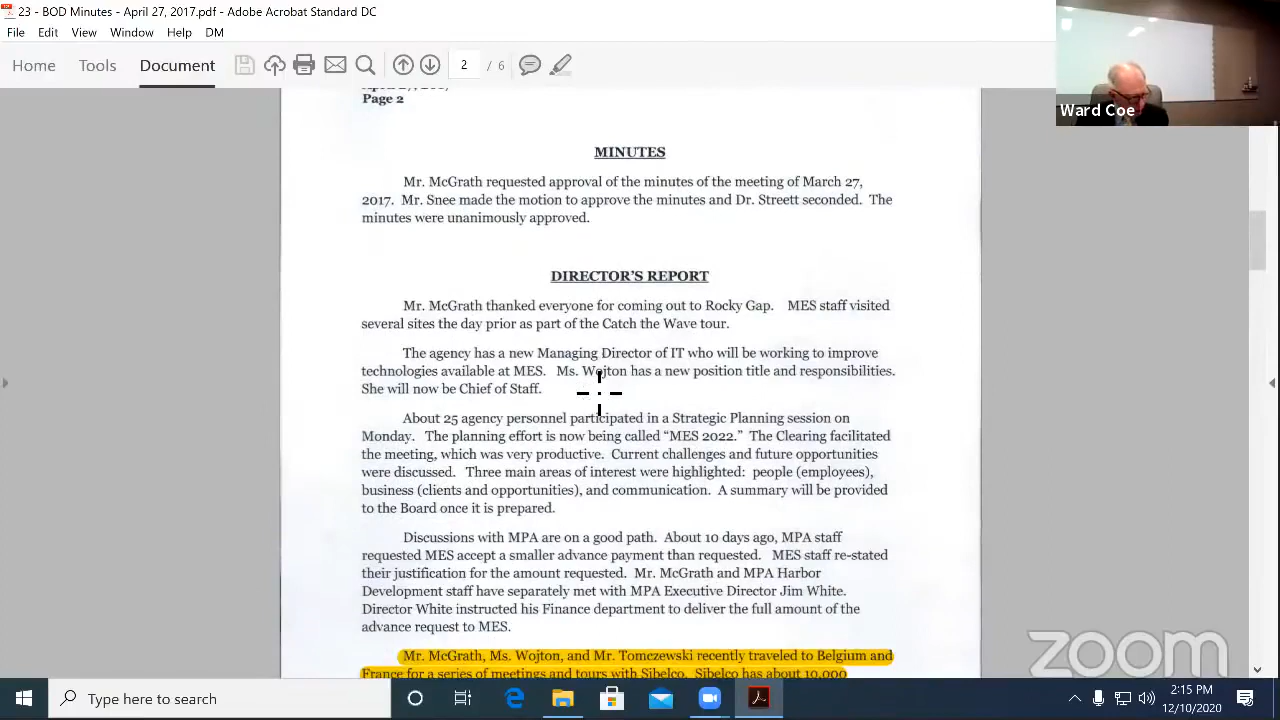 23 - BOD Minutes - April 27, 2017.pdf - Adobe Acrobat Standard DC
File Edit View Window Help DM
Home Tools Document 2 / 6
Ward Coe
Page 2
MINUTES
Mr. McGrath requested approval of the minutes of the meeting of March 27,
2017. Mr. Snee made the motion to approve the minutes and Dr. Streett seconded. The
minutes were unanimously approved.
DIRECTOR'S REPORT
Mr. McGrath thanked everyone for coming out to Rocky Gap. MES staff visited
several sites the day prior as part of the Catch the Wave tour.
The agency has a new Managing Director of IT who will be working to improve
technologies available at MES. Ms. Wojton has a new position title and responsibilities.
She will now be Chief of Staff.
About 25 agency personnel participated in a Strategic Planning session on
Monday. The planning effort is now being called “MES 2022.” The Clearing facilitated
the meeting, which was very productive. Current challenges and future opportunities
were discussed. Three main areas of interest were highlighted: people (employees),
business (clients and opportunities), and communication. A summary will be provided
to the Board once it is prepared.
Discussions with MPA are on a good path. About 10 days ago, MPA staff
requested MES accept a smaller advance payment than requested. MES staff re-stated
their justification for the amount requested. Mr. McGrath and MPA Harbor
Development staff have separately met with MPA Executive Director Jim White.
Director White instructed his Finance department to deliver the full amount of the
advance request to MES.
Mr. McGrath, Ms. Wojton, and Mr. Tomczewski recently traveled to Belgium and
France for a series of meetings and tours with Sibelco. Sibelco has about 10,000
zoom
Type here to search
2:15 PM
12/10/2020